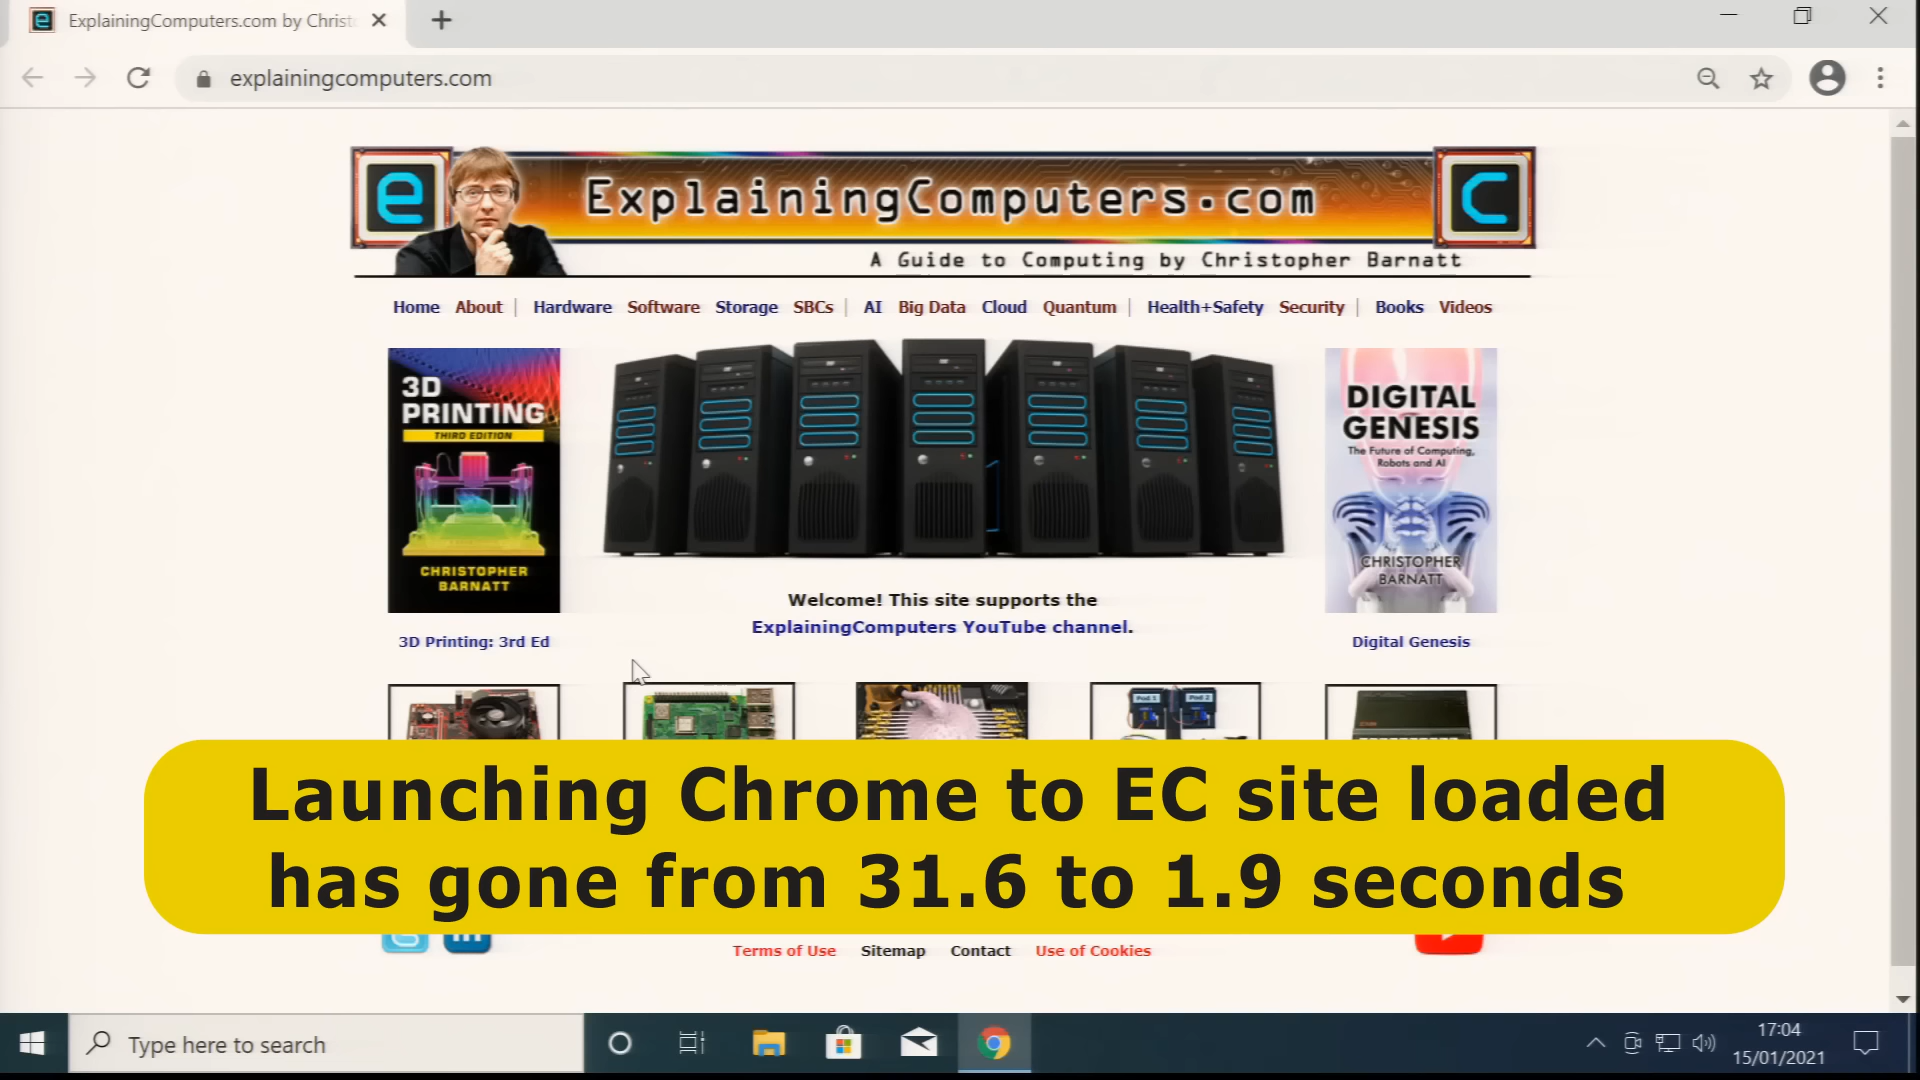 ExplainingComputers.com by Christ
explainingcomputers.com
e
ExplainingComputers.com
C
A Guide to Computing by Christopher Barnatt
Home About | Hardware Software Storage SBCs | AI Big Data Cloud Quantum | Health+Safety Security | Books Videos
3D
PRINTING
THIRD EDITION
CHRISTOPHER
BARNATT
DIGITAL
GENESIS
The Future of Computing,
Robots and AI
CHRISTOPHER
BARNATT
Welcome! This site supports the
ExplainingComputers YouTube channel.
3D Printing: 3rd Ed
Digital Genesis
Pod 1 Pod 2
Launching Chrome to EC site loaded
has gone from 31.6 to 1.9 seconds
Terms of Use Sitemap Contact Use of Cookies
Type here to search
17:04
15/01/2021